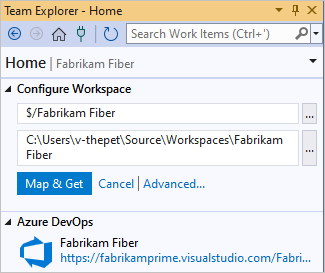 Team Explorer - Home
Search Work Items (Ctrl+')
Home | Fabrikam Fiber
Configure Workspace
$/Fabrikam Fiber
...
C:\Users\v-thepet\Source\Workspaces\Fabrikam
Fiber
...
Map & Get Cancel | Advanced...
Azure DevOps
Fabrikam Fiber
https://fabrikamprime.visualstudio.com/Fabri...